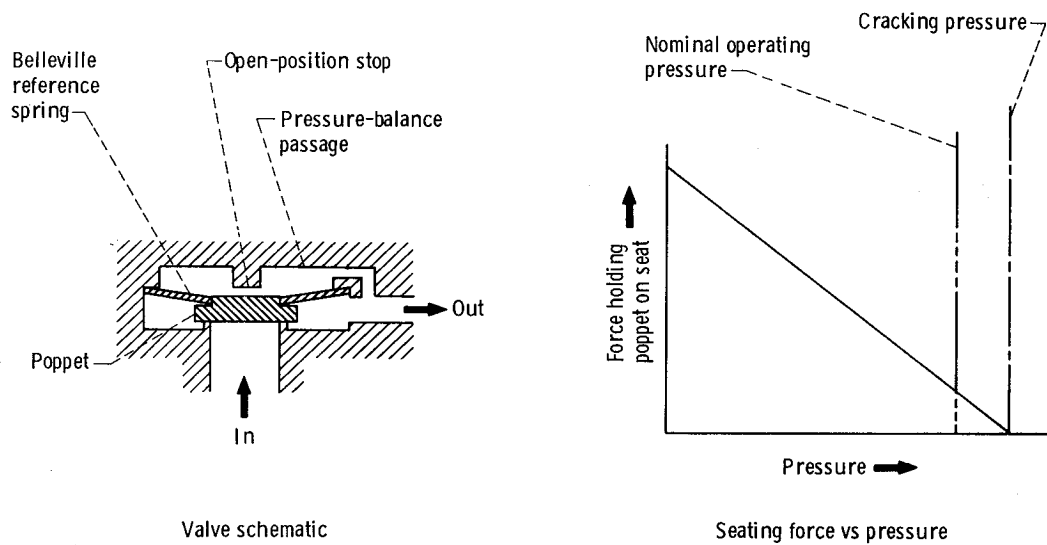 Belleville
reference
spring
Open-position stop
Pressure-balance
passage
Poppet
Out
In
Valve schematic
Cracking pressure
Nominal operating
pressure
Force holding
poppet on seat
Pressure
Seating force vs pressure